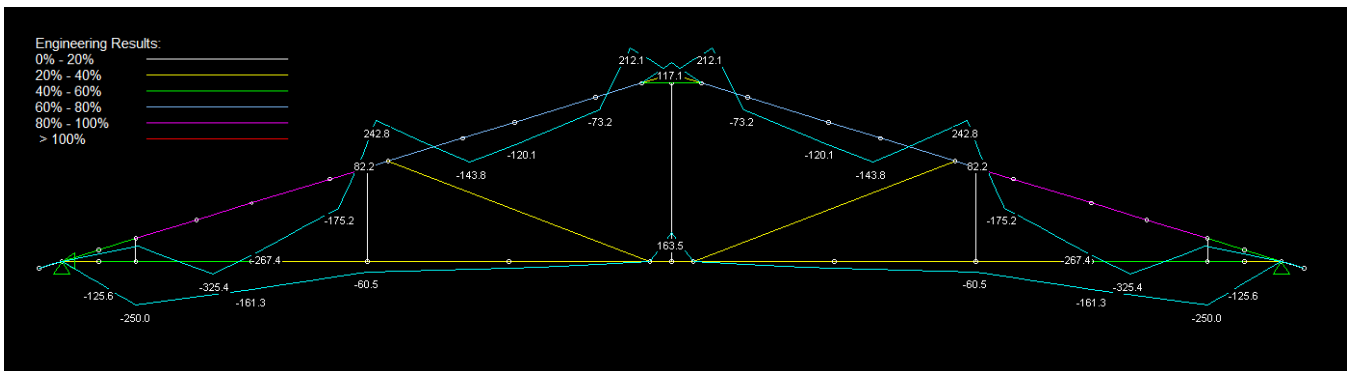 Engineering Results:
0% - 20%
20% - 40%
40% - 60%
60% - 80%
80% - 100%
> 100%
212.1 117.1 212.1
-73.2 -73.2
242.8 242.8
-120.1 -120.1
82.2 82.2
-143.8 -143.8
-175.2 -175.2
163.5
-267.4 -267.4
-325.4 -60.5 -60.5 -325.4
-125.6 -125.6
-161.3 -161.3
-250.0 -250.0